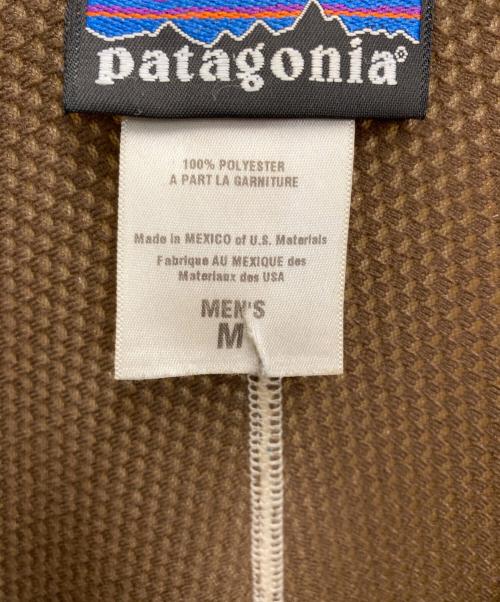 patagonia®
100% POLYESTER
A PART LA GARNITURE
Made in MEXICO of U.S. Materials
Fabrique AU MEXIQUE des
Materiaux des USA
MEN'S
M